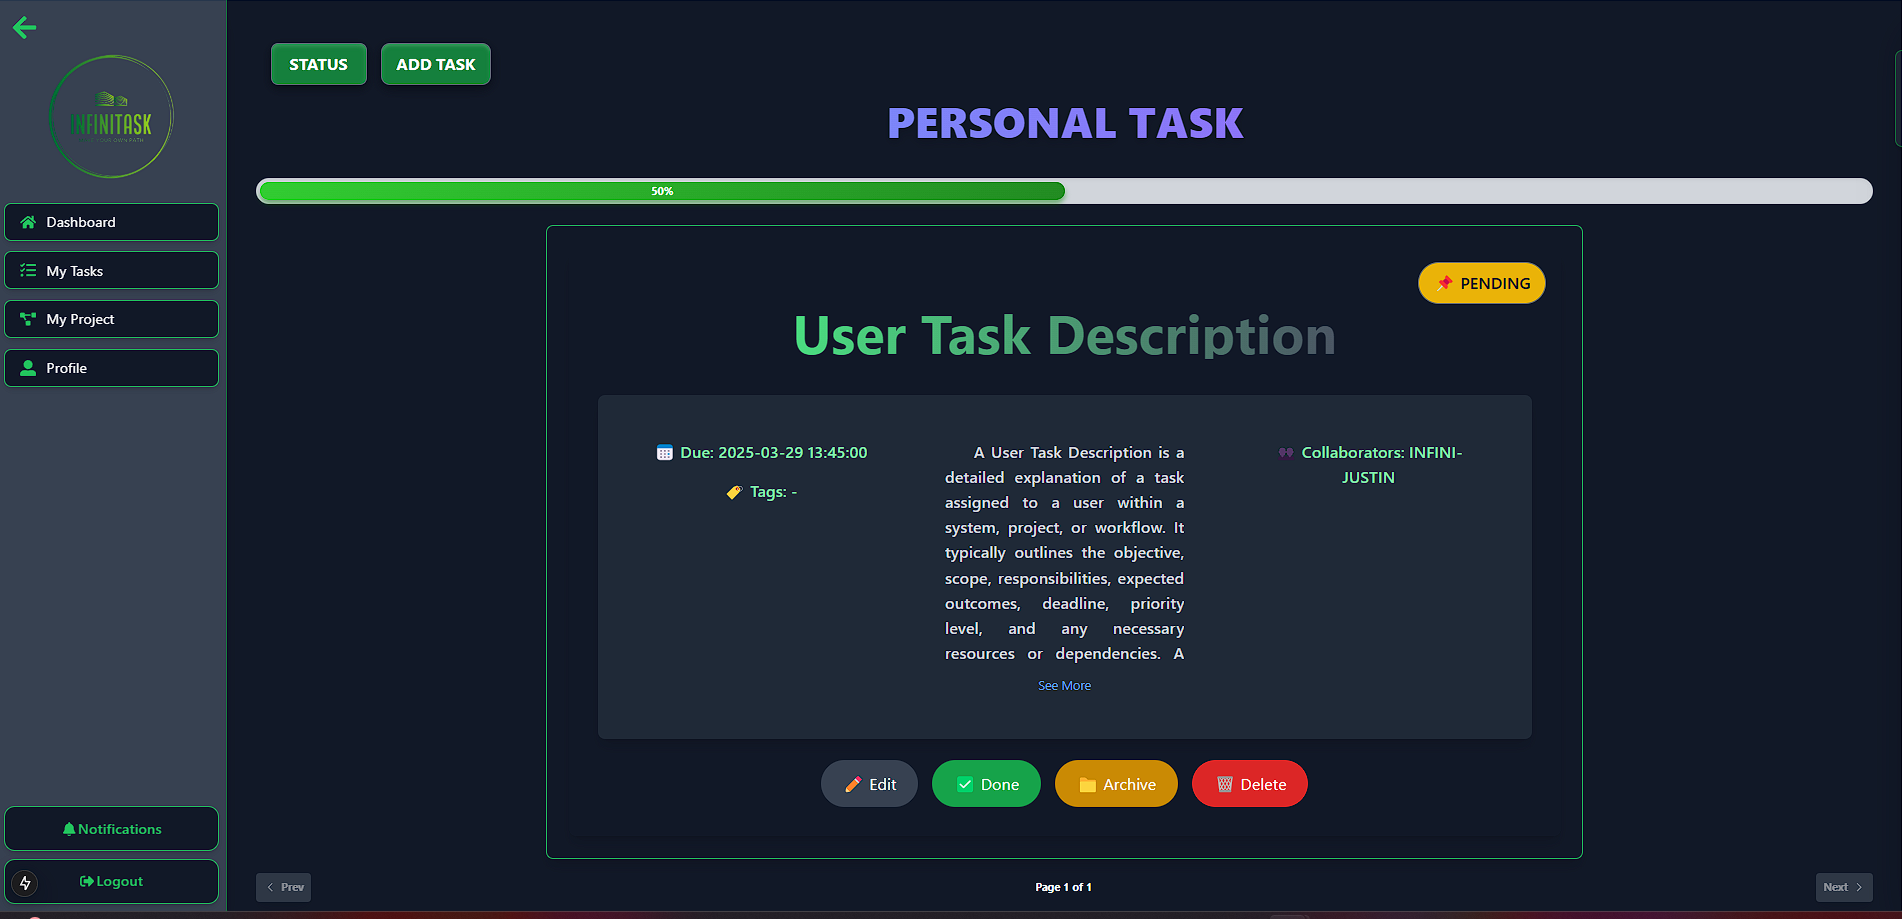 INFINITASK
YOUR OWN PATH
Dashboard
My Tasks
My Project
Profile
Notifications
Logout
STATUS
ADD TASK
PERSONAL TASK
50%
📌 PENDING
User Task Description
Due: 2025-03-29 13:45:00
Tags: -
A User Task Description is a
detailed explanation of a task
assigned to a user within a
system, project, or workflow. It
typically outlines the objective,
scope, responsibilities, expected
outcomes, deadline, priority
level, and any necessary
resources or dependencies. A
See More
Collaborators: INFINI-
JUSTIN
Edit
Done
Archive
Delete
Prev
Page 1 of 1
Next